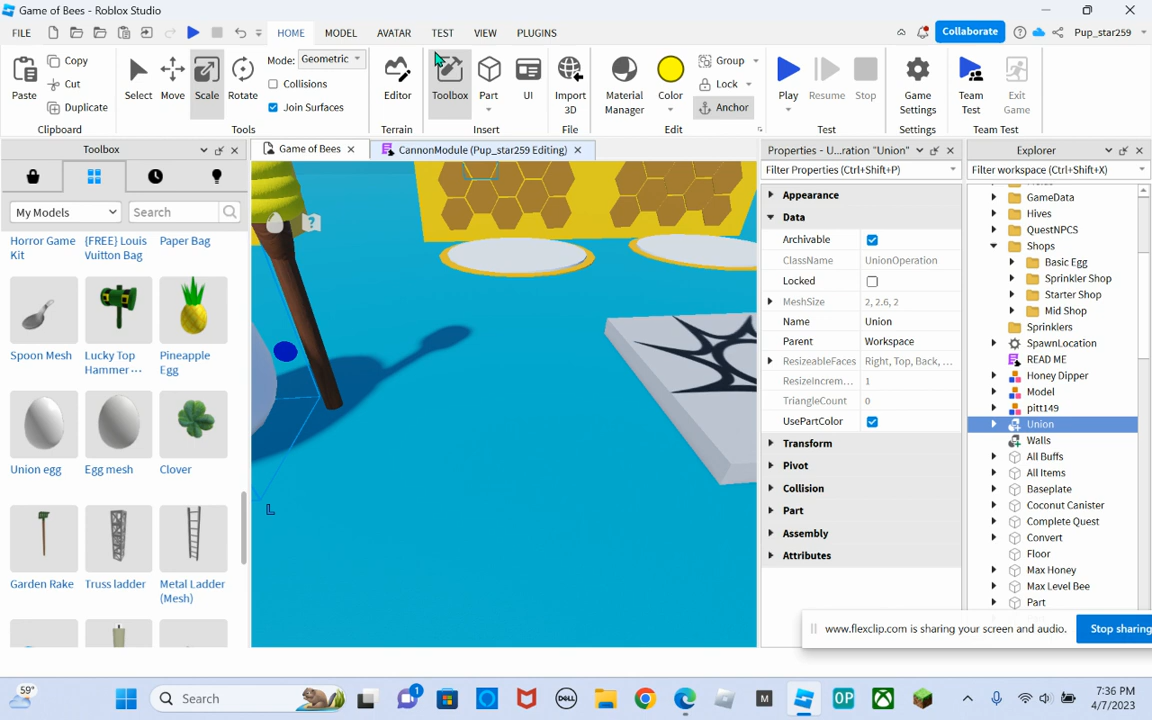 Game of Bees - Roblox Studio
FILE
HOME
MODEL
AVATAR
TEST
VIEW
PLUGINS
Collaborate
Pup_star259
Paste
Copy
Cut
Duplicate
Clipboard
Select
Move
Scale
Rotate
Mode:
Geometric
Collisions
Join Surfaces
Tools
Editor
Terrain
Toolbox
Part
UI
Insert
Import
3D
File
Material
Manager
Color
Group
Lock
Anchor
Edit
Play
Resume
Stop
Test
Game
Settings
Settings
Team
Test
Exit
Game
Team Test
Toolbox
My Models
Search
Horror Game
Kit
{FREE} Louis
Vuitton Bag
Paper Bag
Spoon Mesh
Lucky Top
Hammer ...
Pineapple
Egg
Union egg
Egg mesh
Clover
Garden Rake
Truss ladder
Metal Ladder
(Mesh)
Game of Bees
CannonModule (Pup_star259 Editing)
?
L
Properties - U...ration "Union"
Filter Properties (Ctrl+Shift+P)
Appearance
Data
Archivable
ClassName UnionOperation
Locked
MeshSize 2, 2.6, 2
Name Union
Parent Workspace
ResizeableFaces Right, Top, Back, ...
ResizeIncrem... 1
TriangleCount 0
UsePartColor
Transform
Pivot
Collision
Part
Assembly
Attributes
Explorer
Filter workspace (Ctrl+Shift+X)
GameData
Hives
QuestNPCS
Shops
Basic Egg
Sprinkler Shop
Starter Shop
Mid Shop
Sprinklers
SpawnLocation
READ ME
Honey Dipper
Model
pitt149
Union
Walls
All Buffs
All Items
Baseplate
Coconut Canister
Complete Quest
Convert
Floor
Max Honey
Max Level Bee
Part
www.flexclip.com is sharing your screen and audio.
Stop sharing
59°
Search
1
DELL
M
OP
7:36 PM
4/7/2023